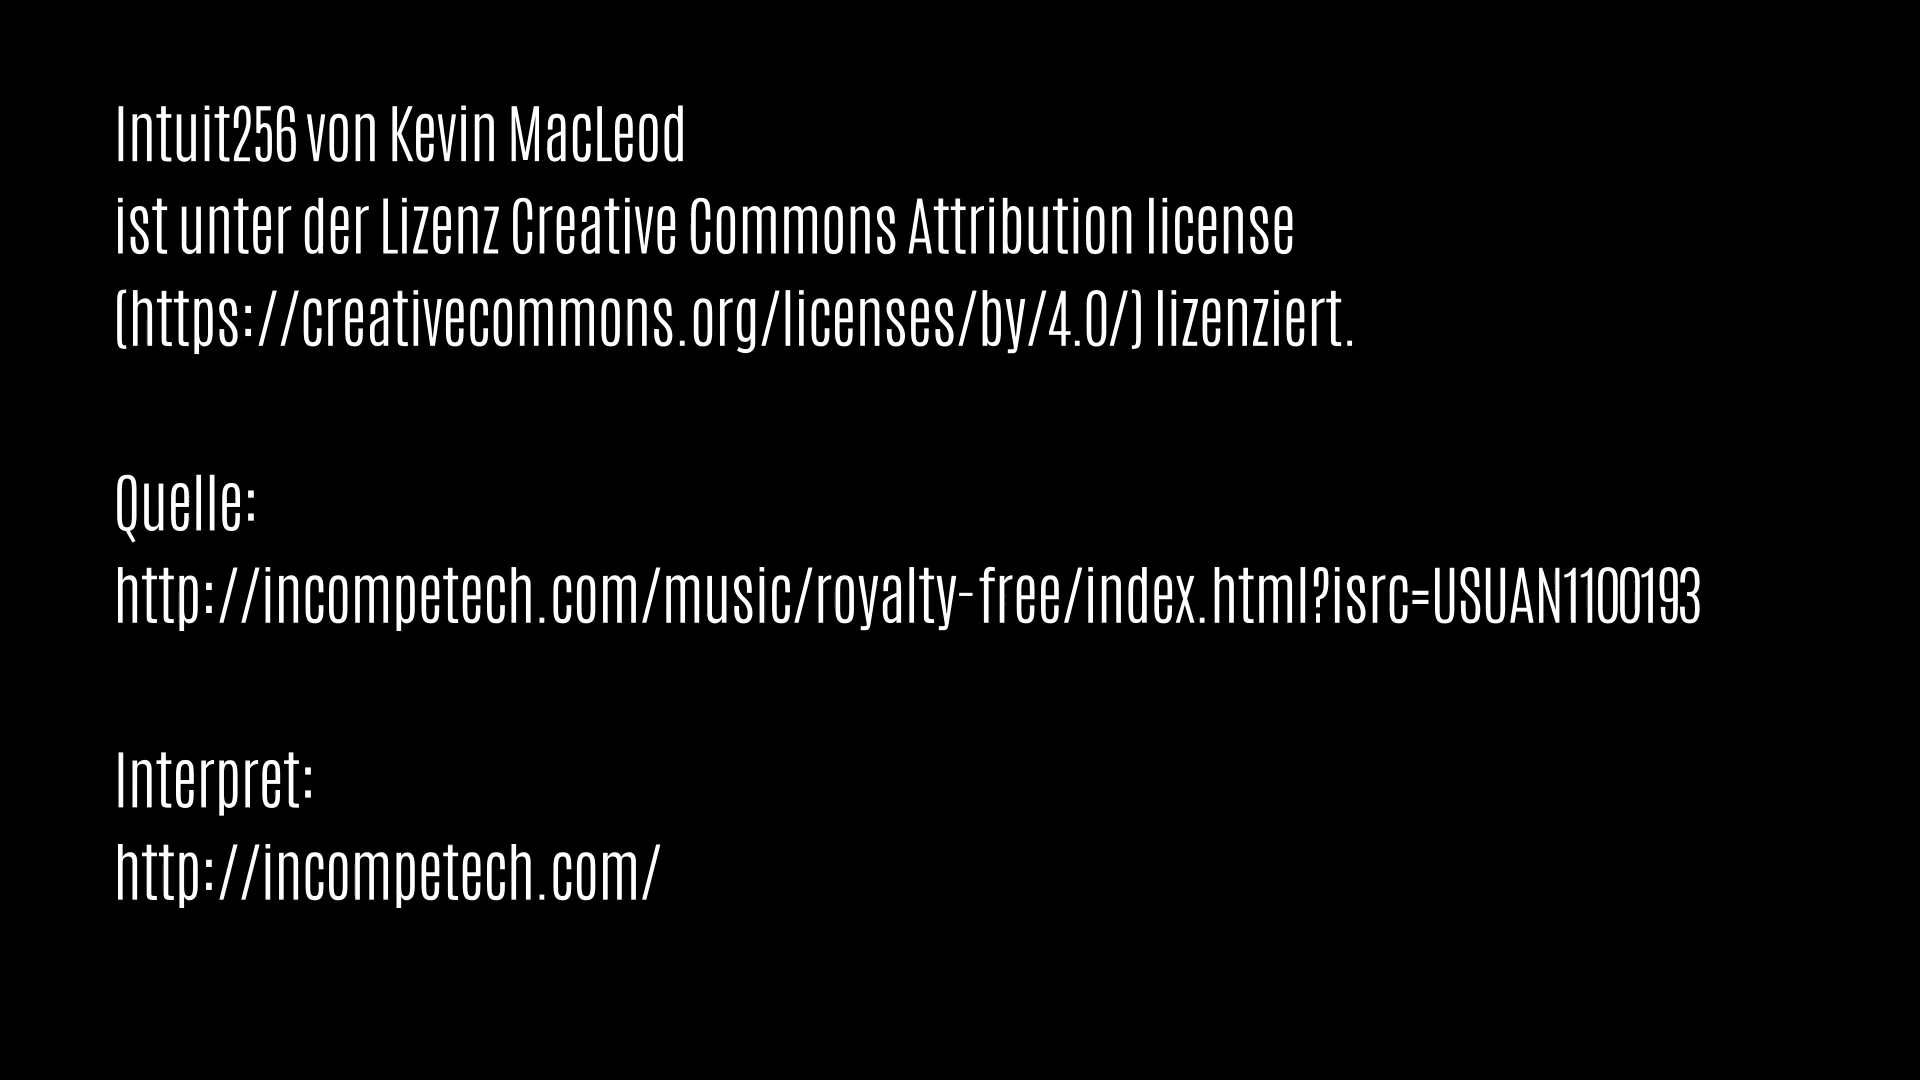 Intuit256 von Kevin MacLeod
ist unter der Lizenz Creative Commons Attribution license
(https://creativecommons.org/licenses/by/4.0/) lizenziert.
Quelle:
http://incompetech.com/music/royalty-free/index.html?isrc=USUAN1100193
Interpret:
http://incompetech.com/